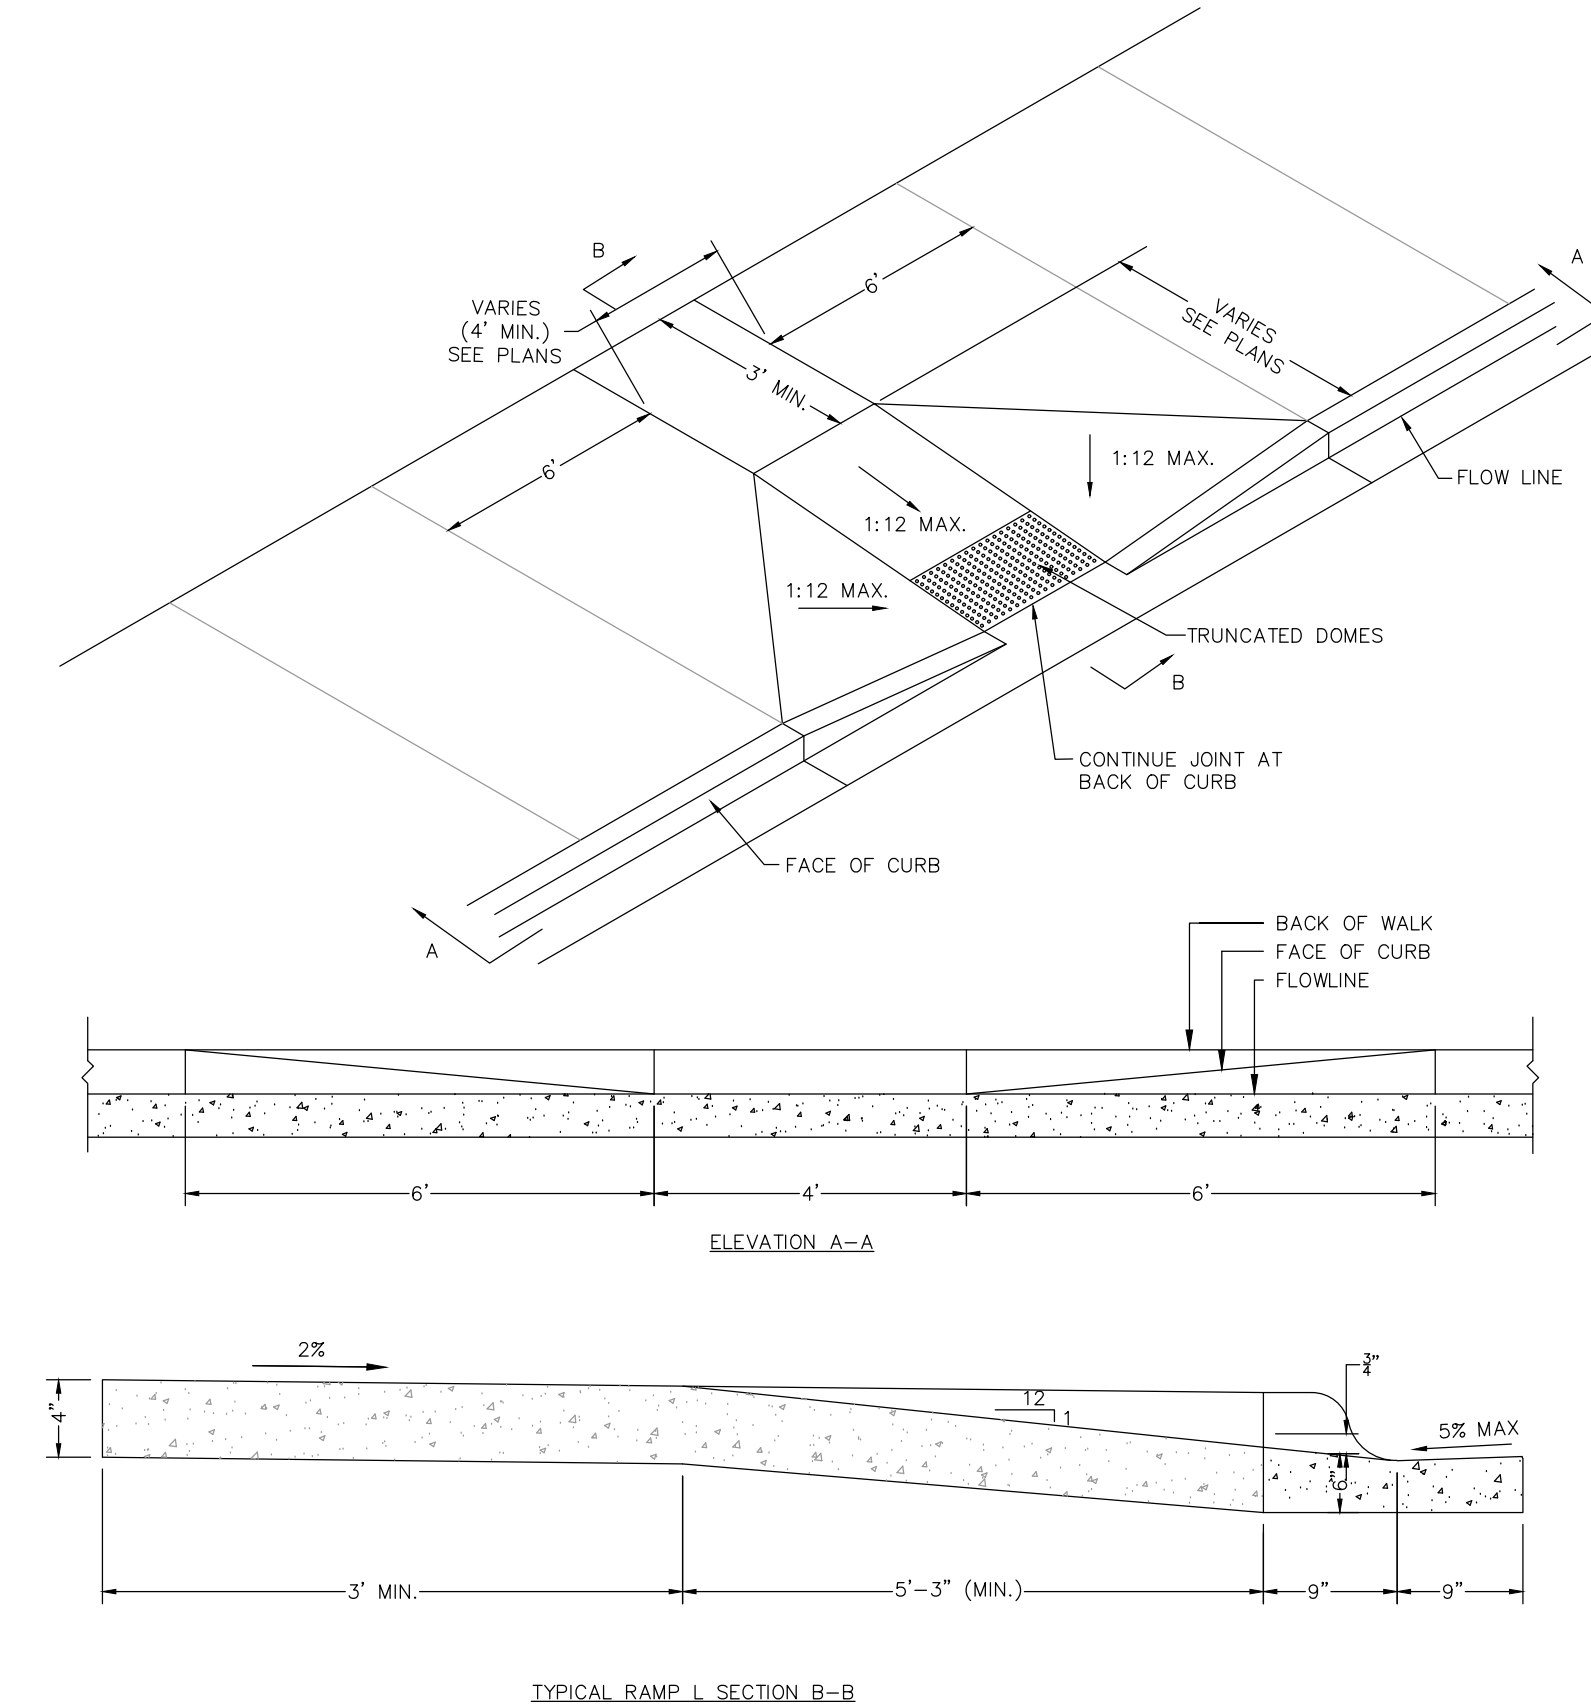 B
VARIES
(4' MIN.)
SEE PLANS
6'
3' MIN.
VARIES
SEE PLANS
A
6'
1:12 MAX.
FLOW LINE
1:12 MAX.
1:12 MAX.
TRUNCATED DOMES
B
CONTINUE JOINT AT
BACK OF CURB
FACE OF CURB
A
BACK OF WALK
FACE OF CURB
FLOWLINE
6'
4'
6'
ELEVATION A-A
2%
3/4"
12
1
5% MAX
4"
6"
3' MIN.
5'-3" (MIN.)
9"
9"
TYPICAL RAMP L SECTION B-B